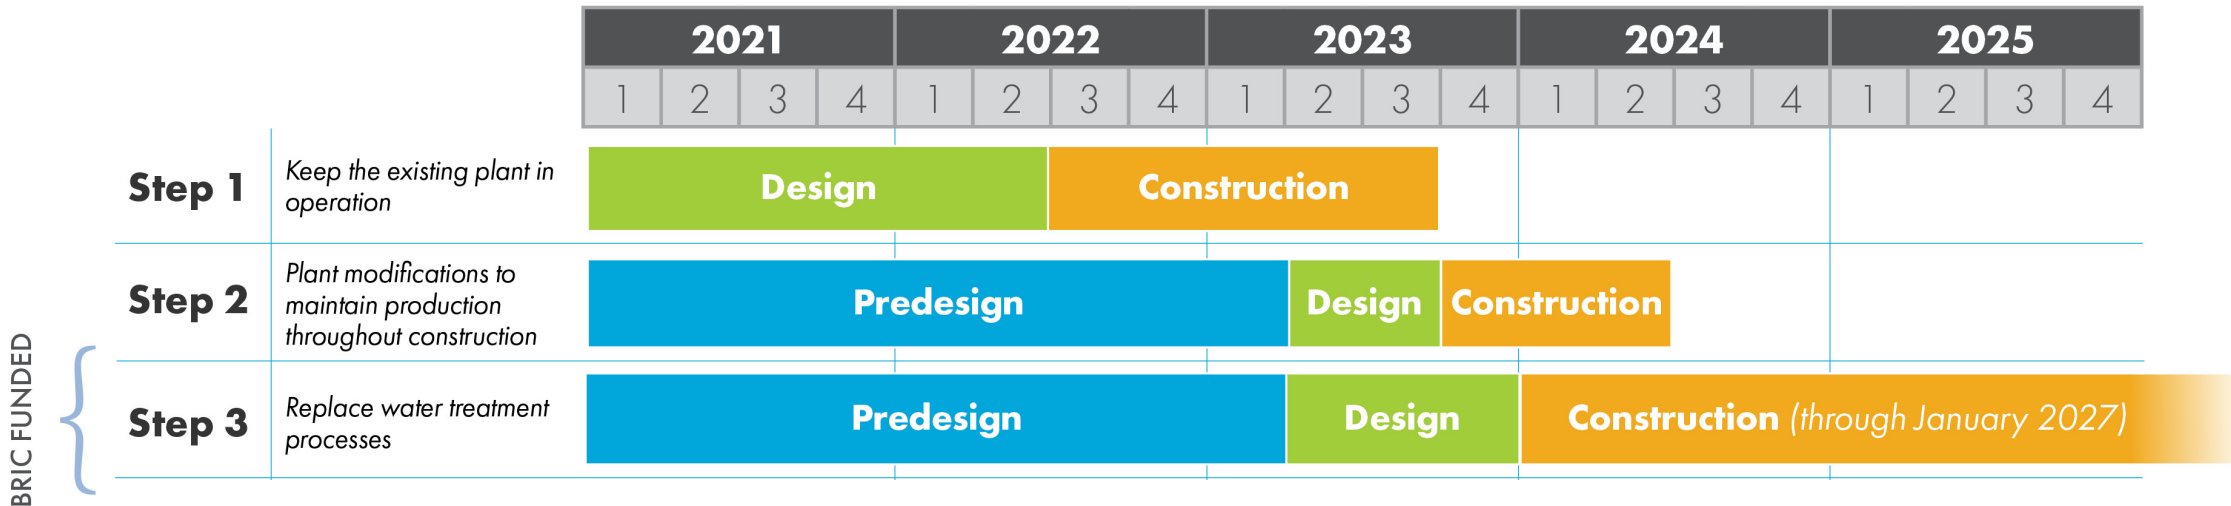 2021 2022 2023 2024 2025
1 2 3 4 1 2 3 4 1 2 3 4 1 2 3 4 1 2 3 4
Step 1
Keep the existing plant in
operation
Design Construction
Step 2
Plant modifications to
maintain production
throughout construction
Predesign Design Construction
BRIC FUNDED
Step 3
Replace water treatment
processes
Predesign Design Construction (through January 2027)